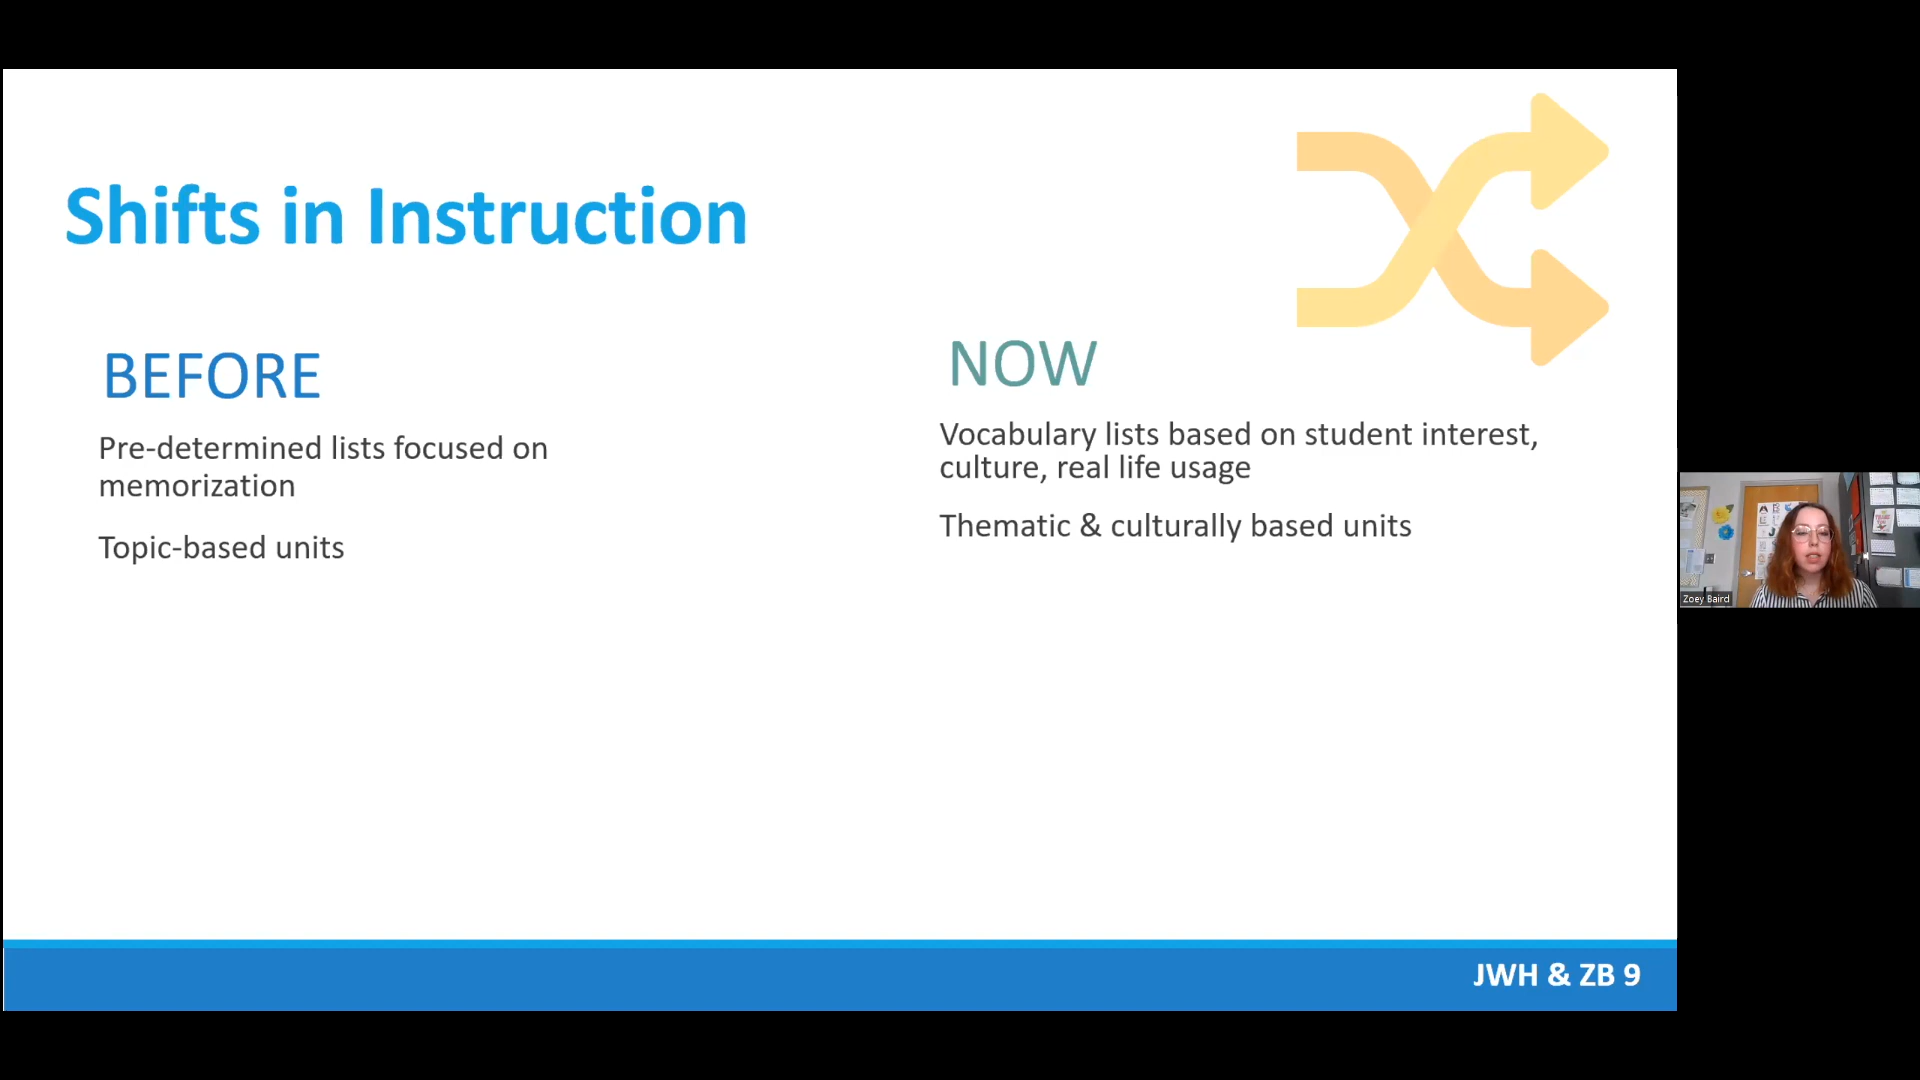 Shifts in Instruction
BEFORE
Pre-determined lists focused on
memorization
Topic-based units
NOW
Vocabulary lists based on student interest,
culture, real life usage
Thematic & culturally based units
Zoey Baird
JWH & ZB 9